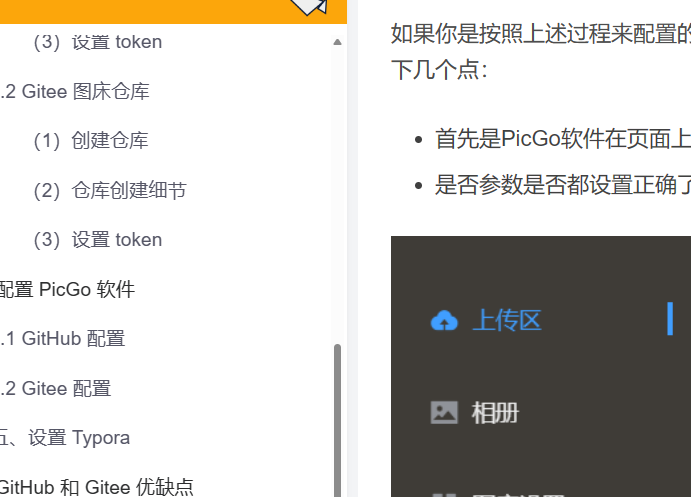 (3)设置 token
.2 Gitee 图床仓库
(1)创建仓库
(2)仓库创建细节
(3)设置 token
配置 PicGo 软件
.1 GitHub 配置
.2 Gitee 配置
五、设置 Typora
GitHub 和 Gitee 优缺点
如果你是按照上述过程来配置的
下几个点:
首先是PicGo软件在页面上
是否参数是否都设置正确了
上传区
相册